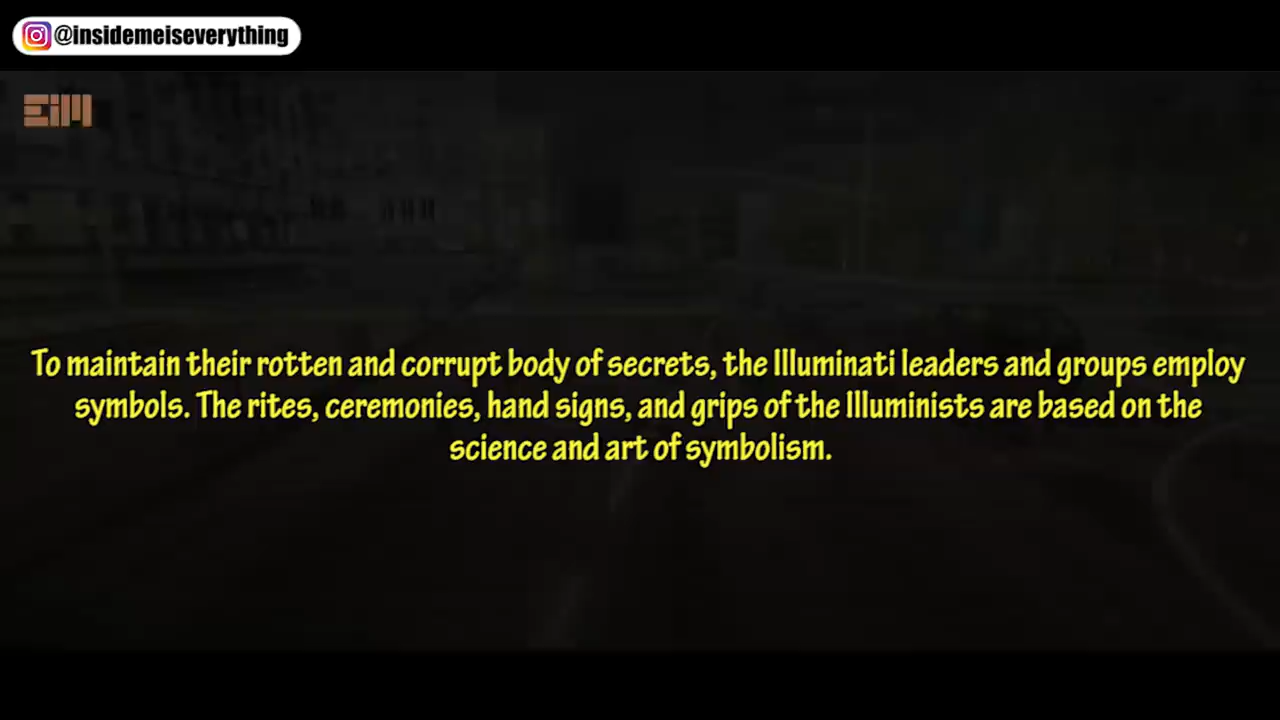 @insidemeiseverything
EiM
To maintain their rotten and corrupt body of secrets, the Illuminati leaders and groups employ
symbols. The rites, ceremonies, hand signs, and grips of the Illuminists are based on the
science and art of symbolism.